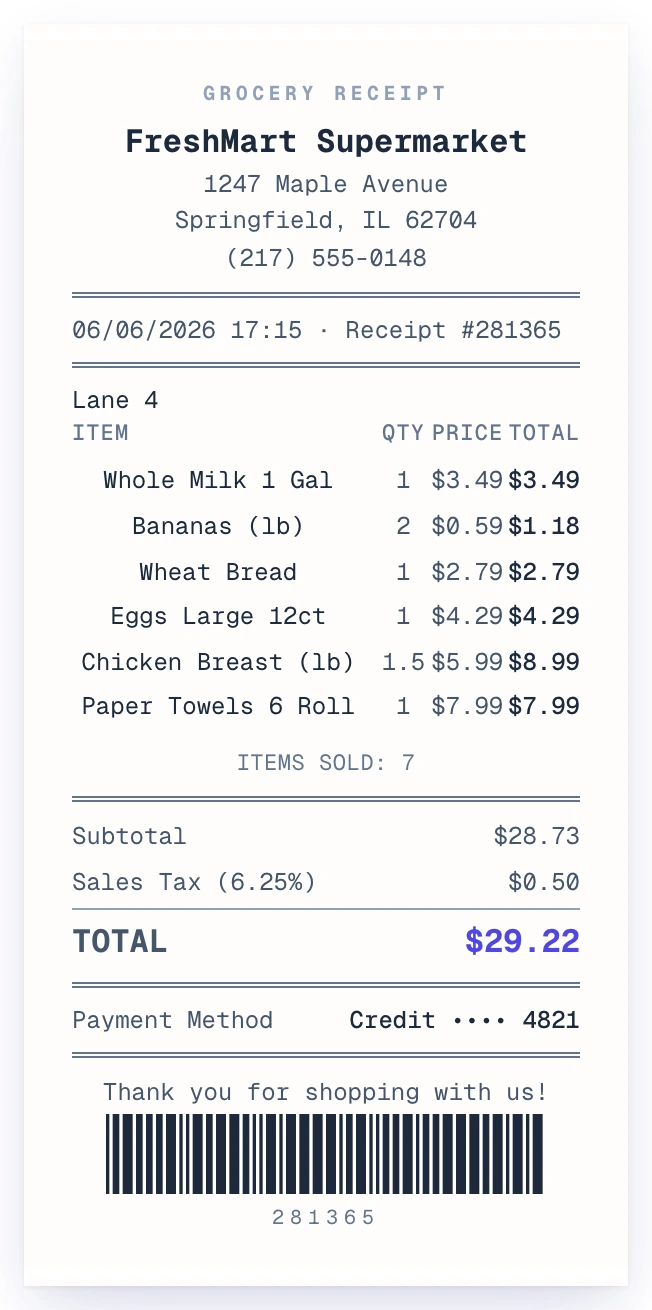 GROCERY RECEIPT
FreshMart Supermarket
1247 Maple Avenue
Springfield, IL 62704
(217) 555-0148
06/06/2026 17:15 · Receipt #281365
Lane 4
ITEM QTY PRICE TOTAL
Whole Milk 1 Gal 1 $3.49 $3.49
Bananas (lb) 2 $0.59 $1.18
Wheat Bread 1 $2.79 $2.79
Eggs Large 12ct 1 $4.29 $4.29
Chicken Breast (lb) 1.5 $5.99 $8.99
Paper Towels 6 Roll 1 $7.99 $7.99
ITEMS SOLD: 7
Subtotal $28.73
Sales Tax (6.25%) $0.50
TOTAL $29.22
Payment Method Credit •••• 4821
Thank you for shopping with us!
281365